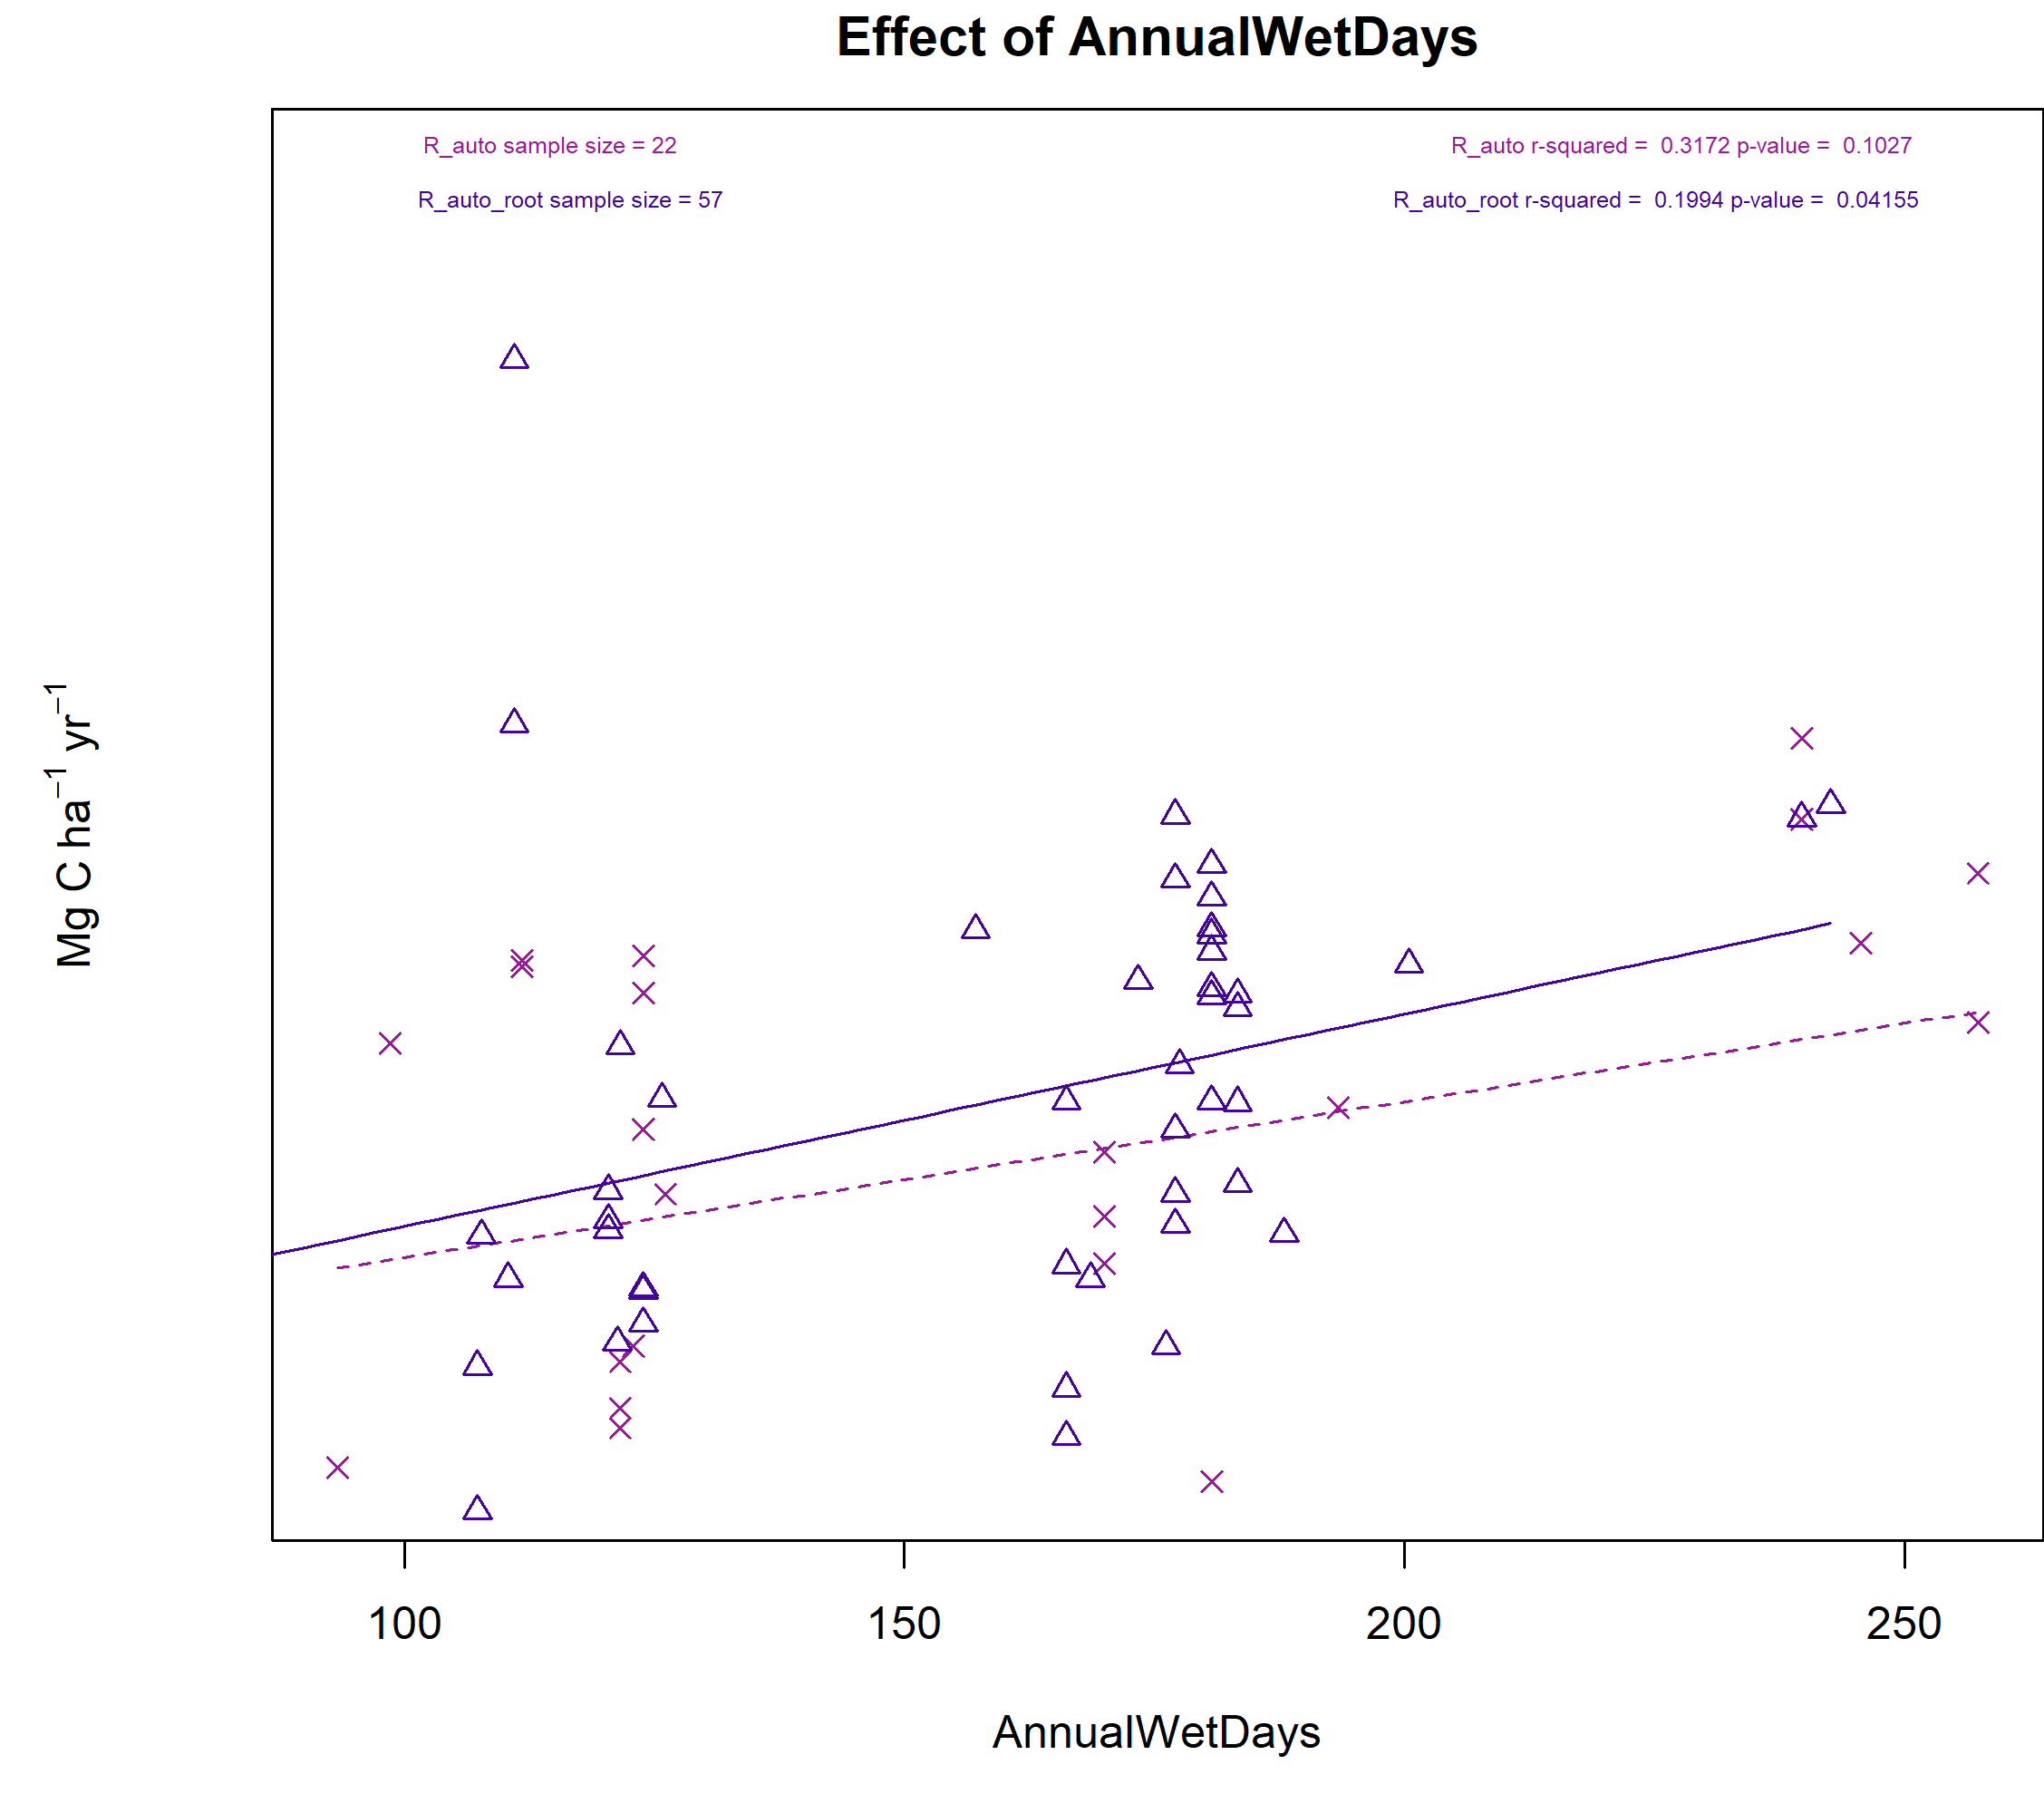 Effect of AnnualWetDays
R_auto sample size = 22
R_auto r-squared =  0.3172 p-value =  0.1027
R_auto_root sample size = 57
R_auto_root r-squared =  0.1994 p-value =  0.04155
Mg C ha⁻¹ yr⁻¹
100
150
200
250
AnnualWetDays